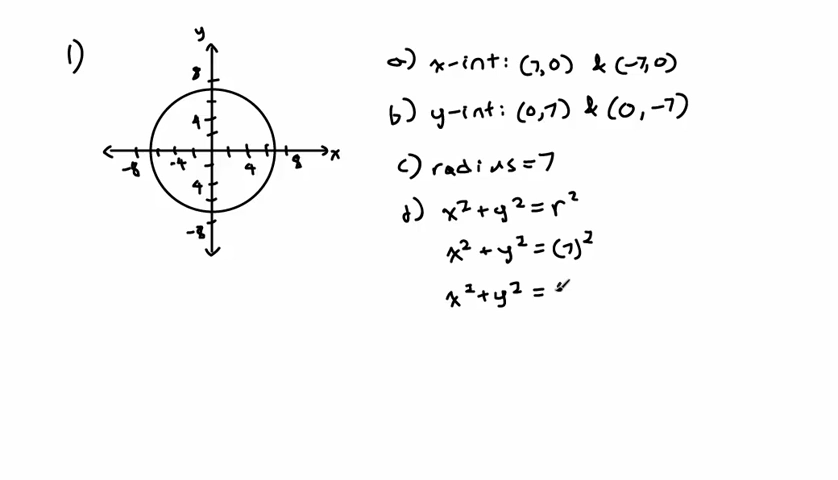 1)
y
8
4
-8
-4
4
8
x
4
-8
a) x-int: (7,0) & (-7,0)
b) y-int: (0,7) & (0,-7)
c) radius=7
d) x²+y²=r²
x²+y²=(7)²
x²+y²=